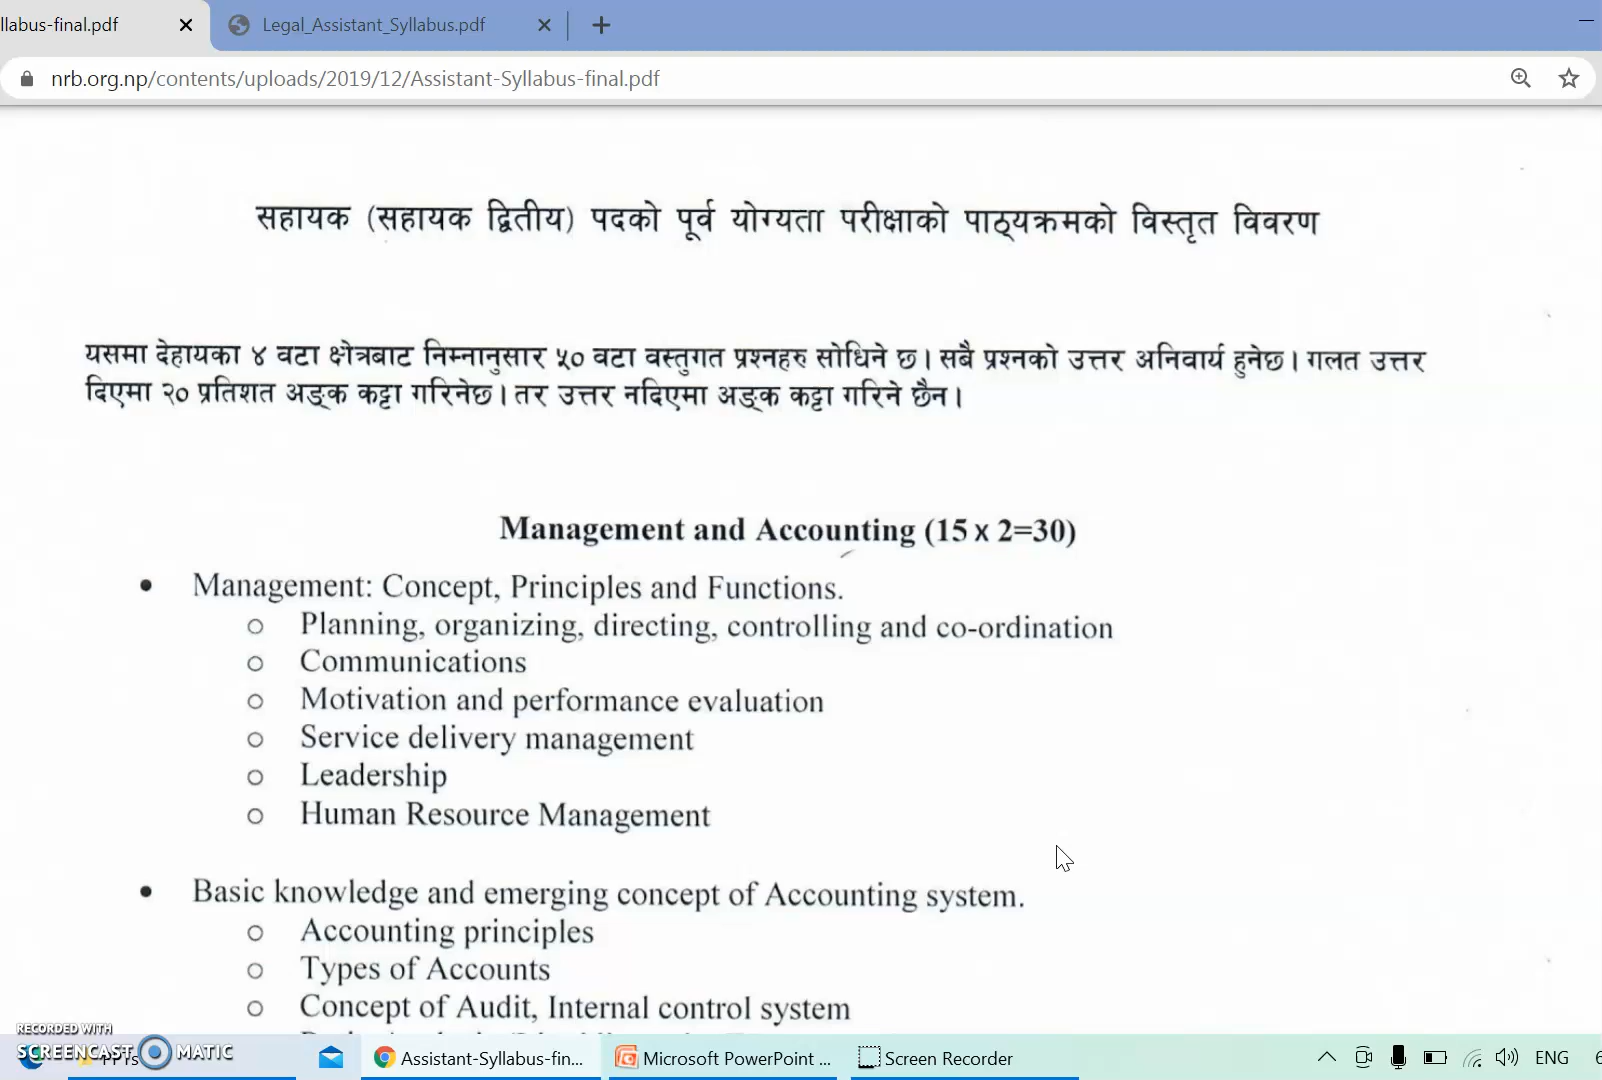 llabus-final.pdf
Legal_Assistant_Syllabus.pdf
nrb.org.np/contents/uploads/2019/12/Assistant-Syllabus-final.pdf
सहायक (सहायक द्वितीय) पदको पूर्व योग्यता परीक्षाको पाठ्यक्रमको विस्तृत विवरण
यसमा देहायका ४ वटा क्षेत्रबाट निम्नानुसार ५० वटा वस्तुगत प्रश्नहरु सोधिने छ। सबै प्रश्नको उत्तर अनिवार्य हुनेछ। गलत उत्तर
दिएमा २० प्रतिशत अङ्क कट्टा गरिनेछ। तर उत्तर नदिएमा अङ्क कट्टा गरिने छैन।
Management and Accounting (15 x 2=30)
• Management: Concept, Principles and Functions.
o Planning, organizing, directing, controlling and co-ordination
o Communications
o Motivation and performance evaluation
o Service delivery management
o Leadership
o Human Resource Management
• Basic knowledge and emerging concept of Accounting system.
o Accounting principles
o Types of Accounts
o Concept of Audit, Internal control system
RECORDED WITH
SCREENCAST MATIC
PPTs
Assistant-Syllabus-fin...
Microsoft PowerPoint ...
Screen Recorder
ENG